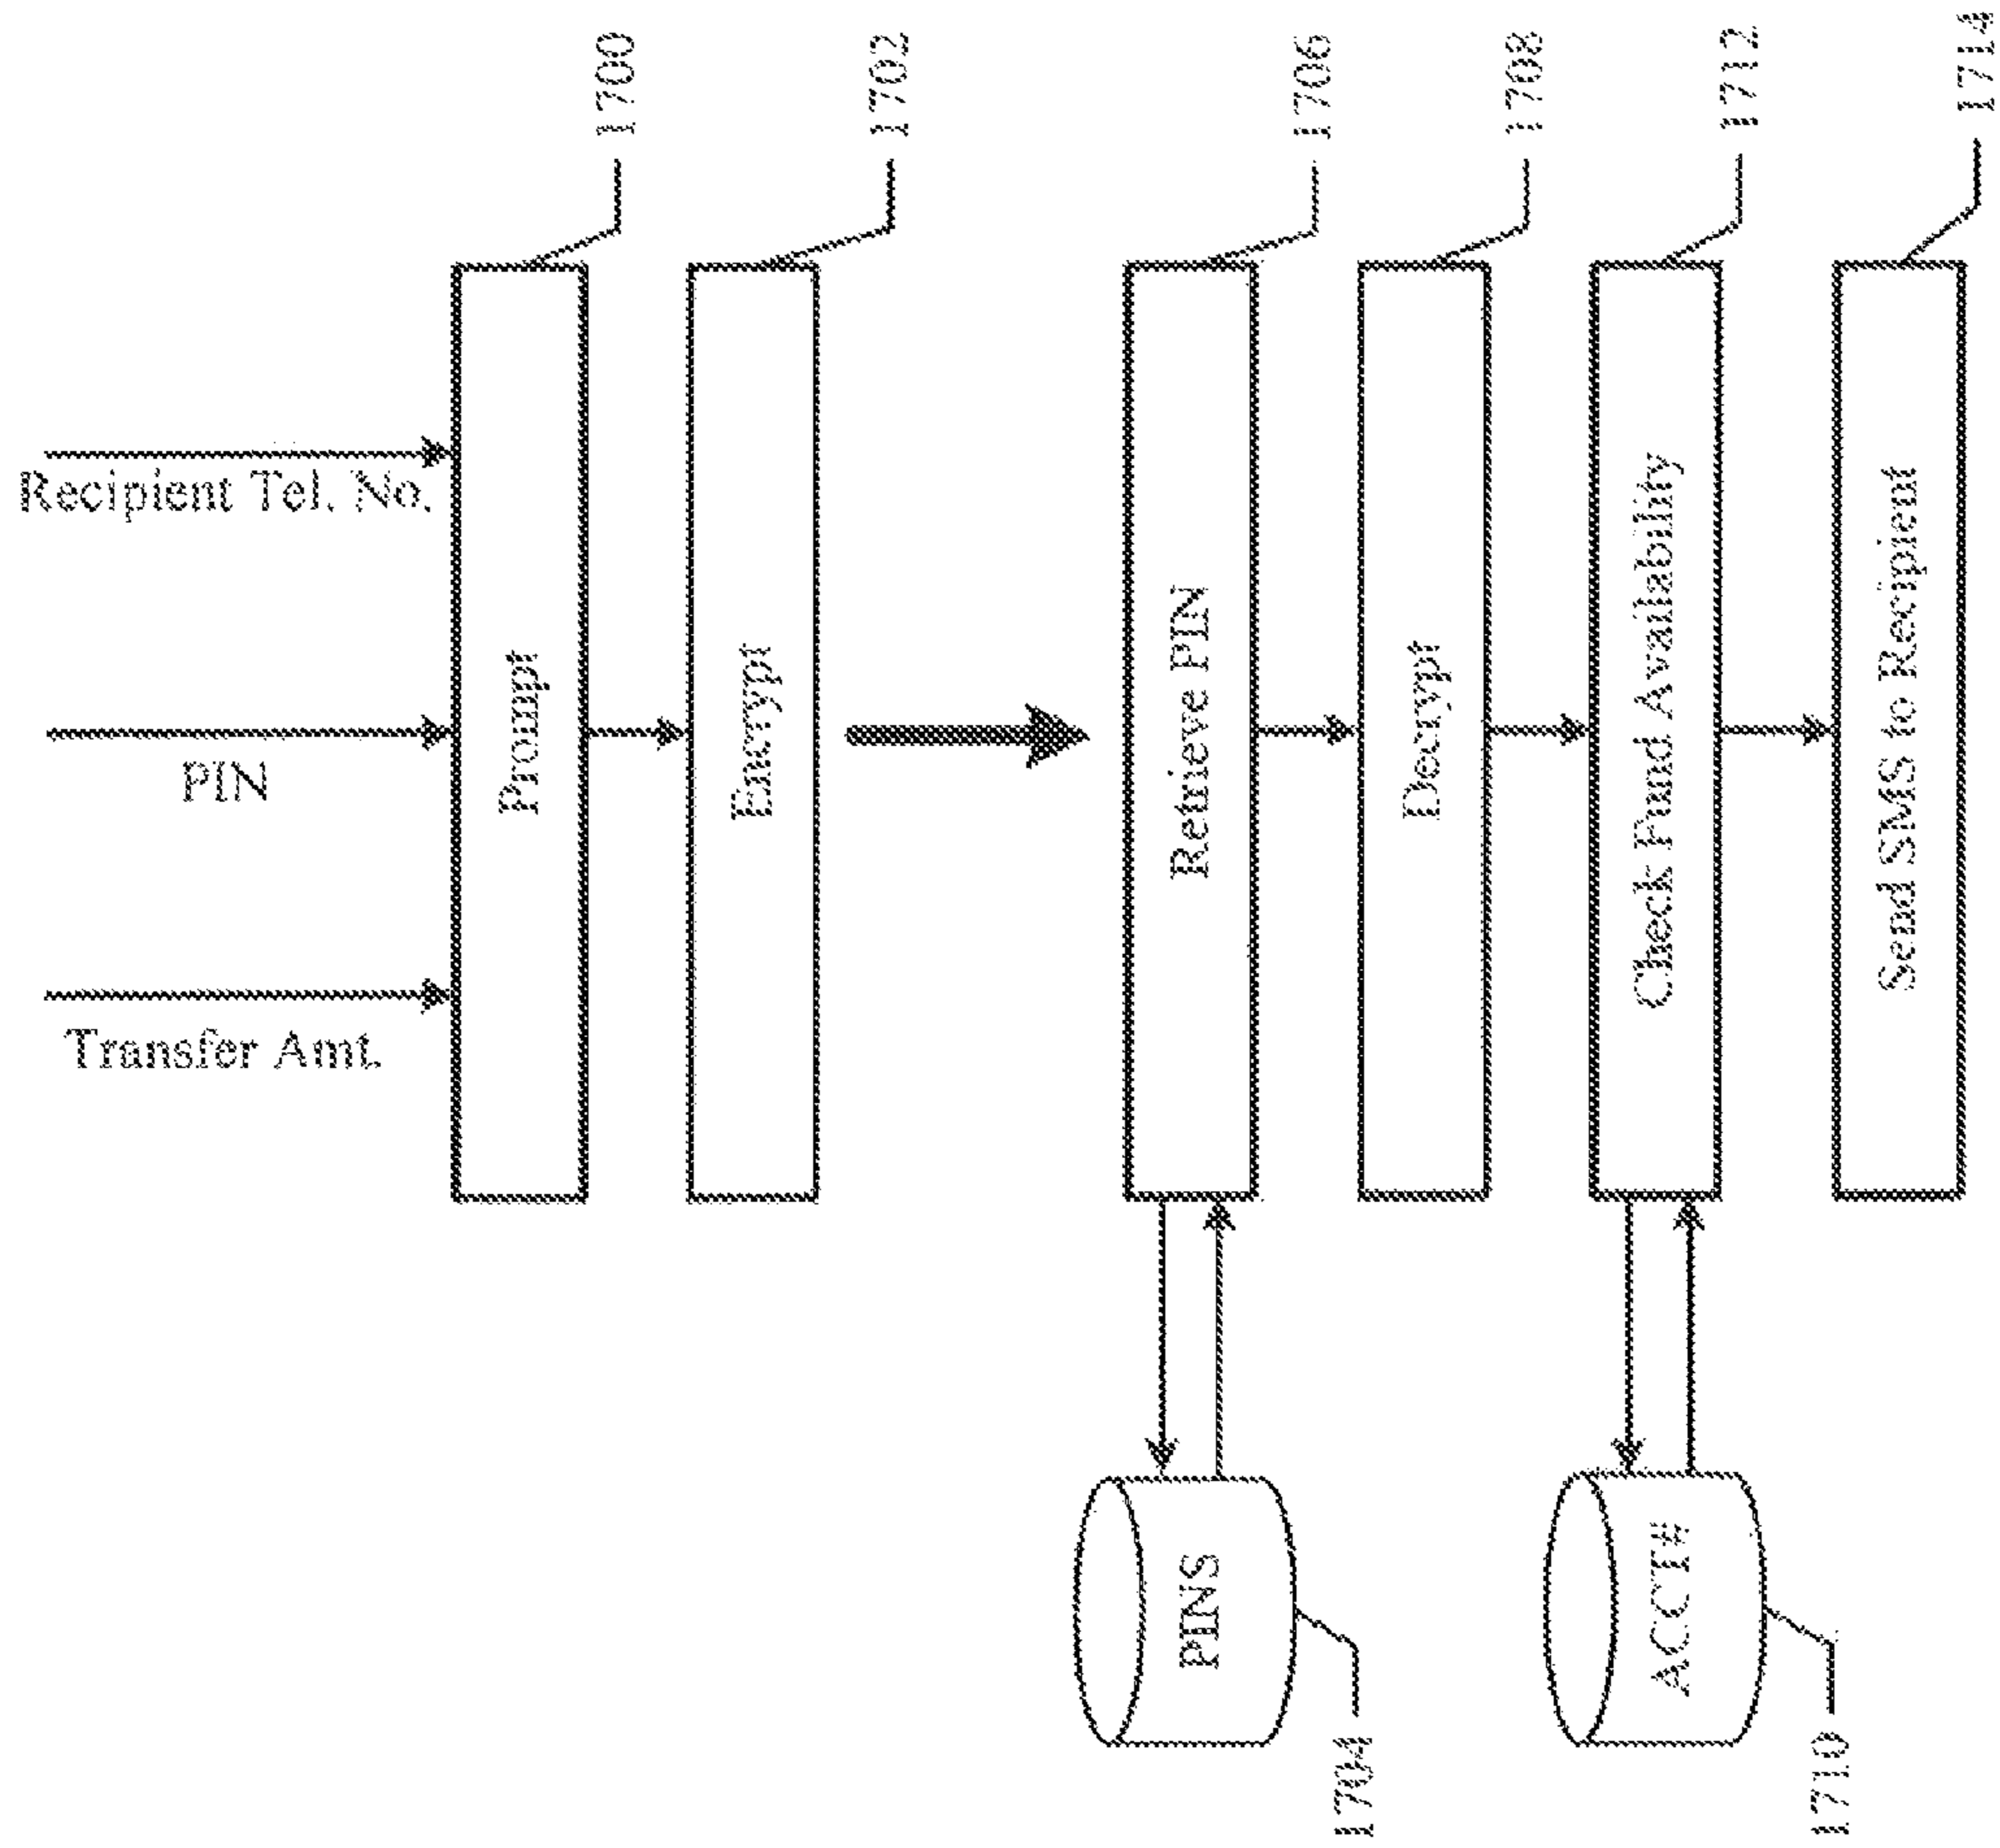 Transfer Amt.
PIN
Recipient Tel. No.
Prompt
1700
Encrypt
1702
PINS
1704
Retrieve PIN
1706
Decrypt
1708
ACCT#
1710
Check Fund Availability
1712
Send SMS to Recipient
1714